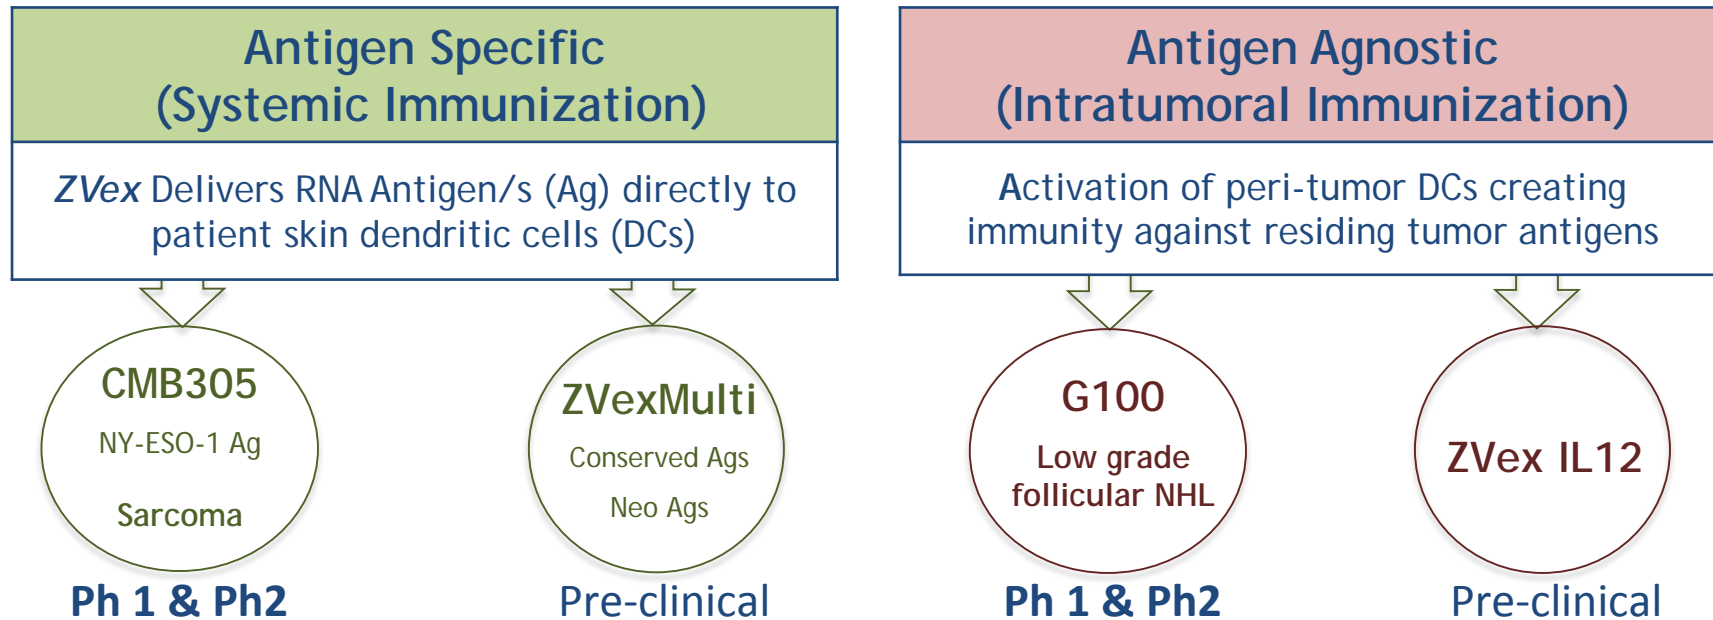 Antigen Specific
(Systemic Immunization)
ZVex Delivers RNA Antigen/s (Ag) directly to
patient skin dendritic cells (DCs)
CMB305
NY-ESO-1 Ag
Sarcoma
Ph 1 & Ph2
ZVexMulti
Conserved Ags
Neo Ags
Pre-clinical
Antigen Agnostic
(Intratumoral Immunization)
Activation of peri-tumor DCs creating
immunity against residing tumor antigens
G100
Low grade
follicular NHL
Ph 1 & Ph2
ZVex IL12
Pre-clinical